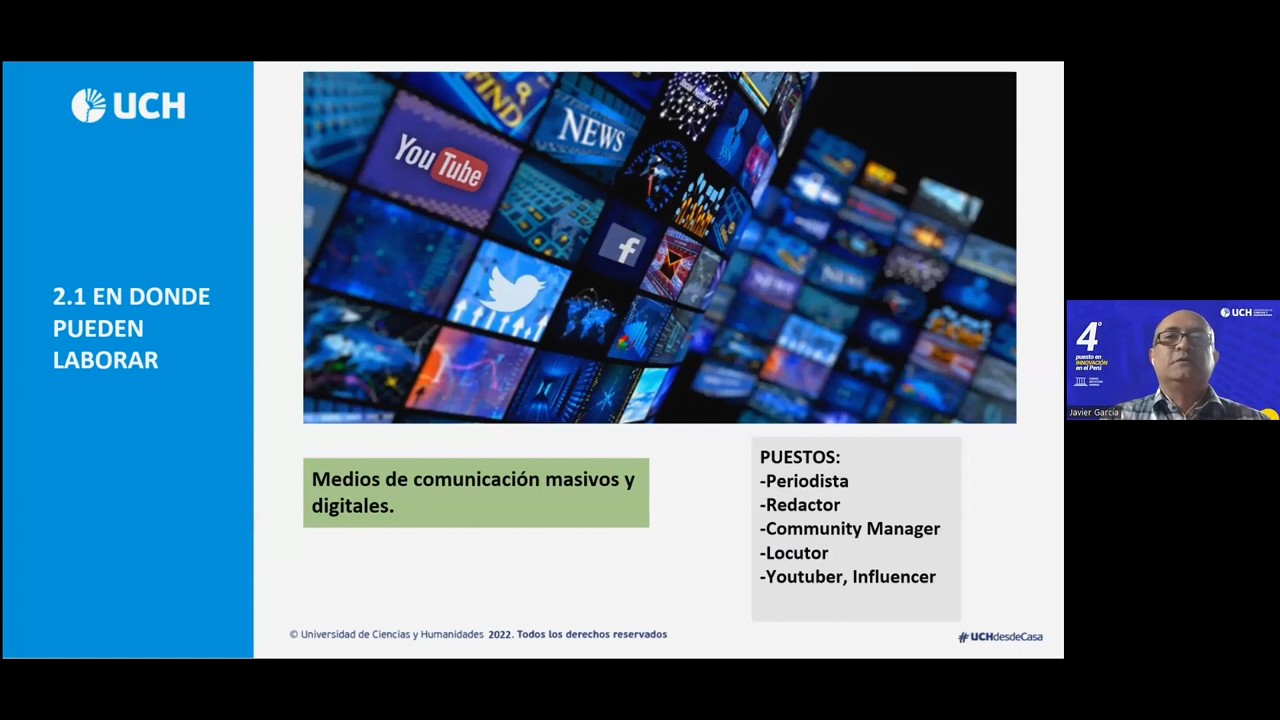 UCH
2.1 EN DONDE
PUEDEN
LABORAR
FIND
NEWS
You Tube
f
NEWS
Medios de comunicación masivos y
digitales.
PUESTOS:
-Periodista
-Redactor
-Community Manager
-Locutor
-Youtuber, Influencer
© Universidad de Ciencias y Humanidades 2022. Todos los derechos reservados
#UCHdesdeCasa
UCH
4°
puesto en
INNOVACIÓN
en el Perú
Javier García